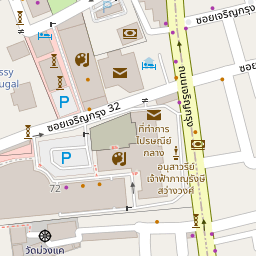 ซอยเจริญกรุง
ssy
ugal
ถนนเจริญกรุง
ซอยเจริญกรุง 32
P
ที่ทำการ
ไปรษณีย์
กลาง
P
อนุสาวรีย์
เจ้าฟ้าภาณุรังษี
สว่างวงศ์
72
วัดม่วงแค